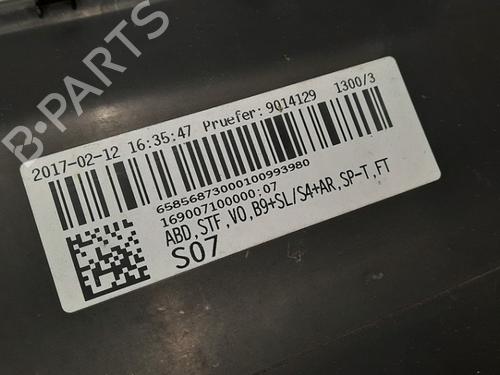 B-PARTS
2017-02-12 16:35:47 Pruefer:9014129 1300/3
65856873000100993980
169007100000:07
ABD,STF,VO,B9+SL/S4+AR,SP-T,FT
S07